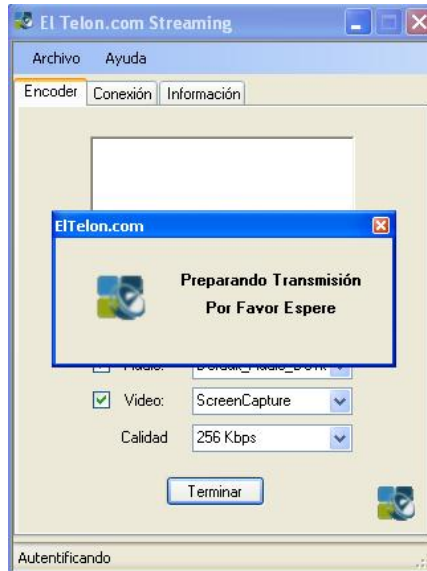 El Telon.com Streaming
Archivo Ayuda
Encoder Conexión Información
ElTelon.com
Preparando Transmisión
Por Favor Espere
Video: ScreenCapture
Calidad 256 Kbps
Terminar
Autentificando